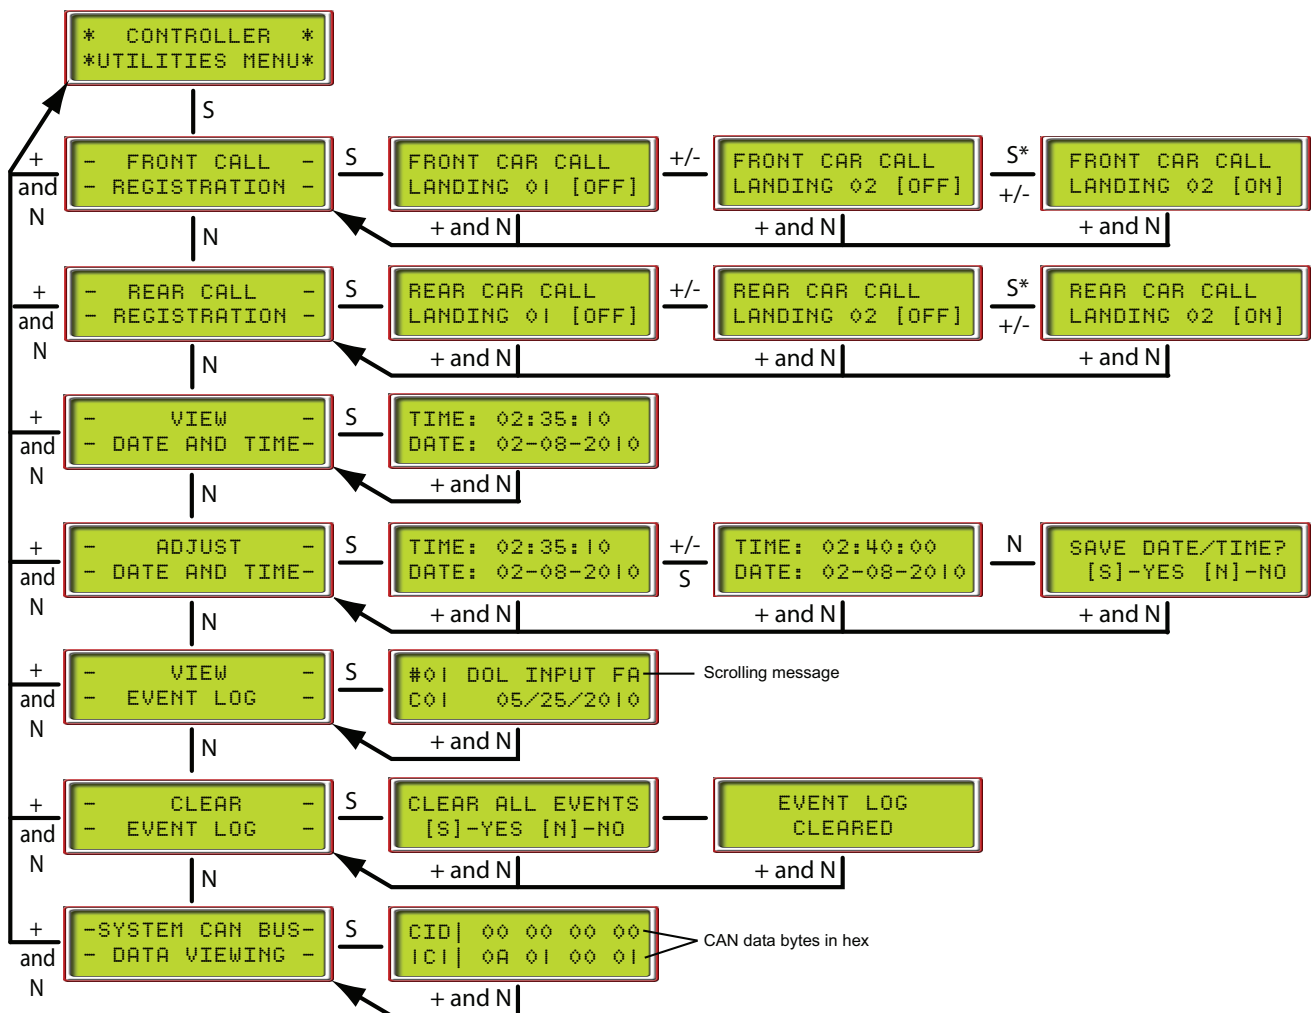 * CONTROLLER *
*UTILITIES MENU*
S
+ and N
- FRONT CALL -
- REGISTRATION -
S
FRONT CAR CALL
LANDING 01 [OFF]
+/-
FRONT CAR CALL
LANDING 02 [OFF]
S*
+/-
FRONT CAR CALL
LANDING 02 [ON]
+ and N
+ and N
+ and N
N
+ and N
- REAR CALL -
- REGISTRATION -
S
REAR CAR CALL
LANDING 01 [OFF]
+/-
REAR CAR CALL
LANDING 02 [OFF]
S*
+/-
REAR CAR CALL
LANDING 02 [ON]
+ and N
+ and N
+ and N
N
+ and N
- VIEW -
- DATE AND TIME-
S
TIME: 02:35:10
DATE: 02-08-2010
+ and N
N
+ and N
- ADJUST -
- DATE AND TIME-
S
TIME: 02:35:10
DATE: 02-08-2010
+/-
S
TIME: 02:40:00
DATE: 02-08-2010
N
SAVE DATE/TIME?
[S]-YES [N]-NO
+ and N
+ and N
+ and N
N
+ and N
- VIEW -
- EVENT LOG -
S
#01 DOL INPUT FA
C01 05/25/2010
Scrolling message
+ and N
N
+ and N
- CLEAR -
- EVENT LOG -
S
CLEAR ALL EVENTS
[S]-YES [N]-NO
EVENT LOG
CLEARED
+ and N
+ and N
N
+ and N
-SYSTEM CAN BUS-
- DATA VIEWING -
S
CID| 00 00 00 00
1C1| 0A 01 00 01
CAN data bytes in hex
+ and N